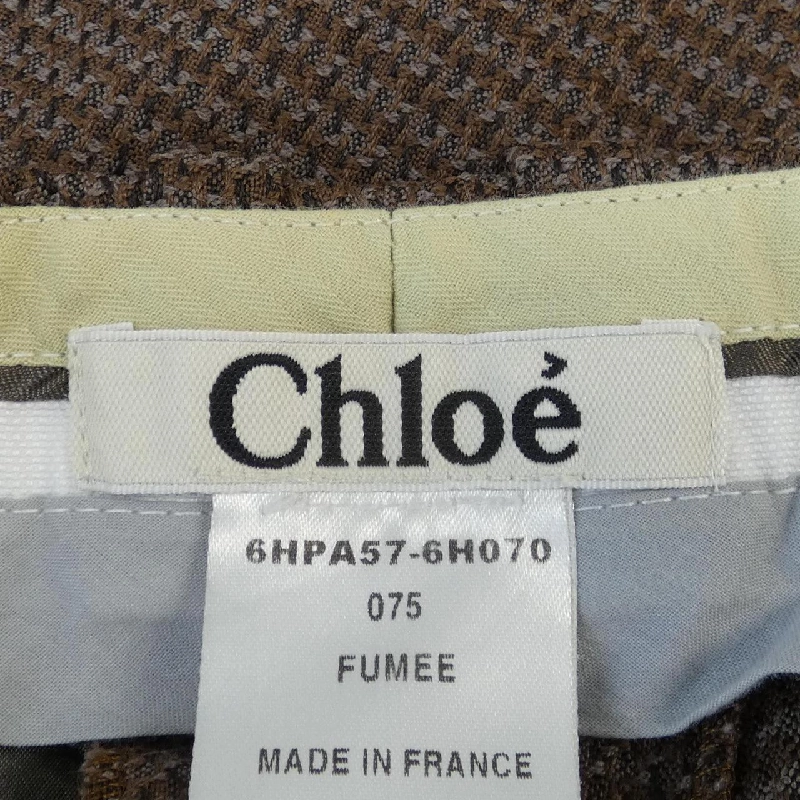 Chloé
6HPA57-6H070
075
FUMEE
MADE IN FRANCE